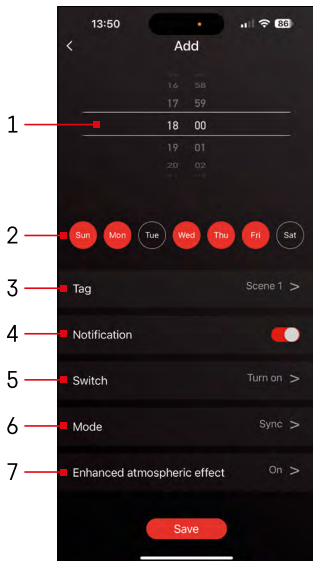 13:50 86
< Add
16 58
17 59
1 18 00
19 01
20 02
2 Sun Mon Tue Wed Thu Fri Sat
3 Tag Scene 1 >
4 Notification
5 Switch Turn on >
6 Mode Sync >
7 Enhanced atmospheric effect On >
Save